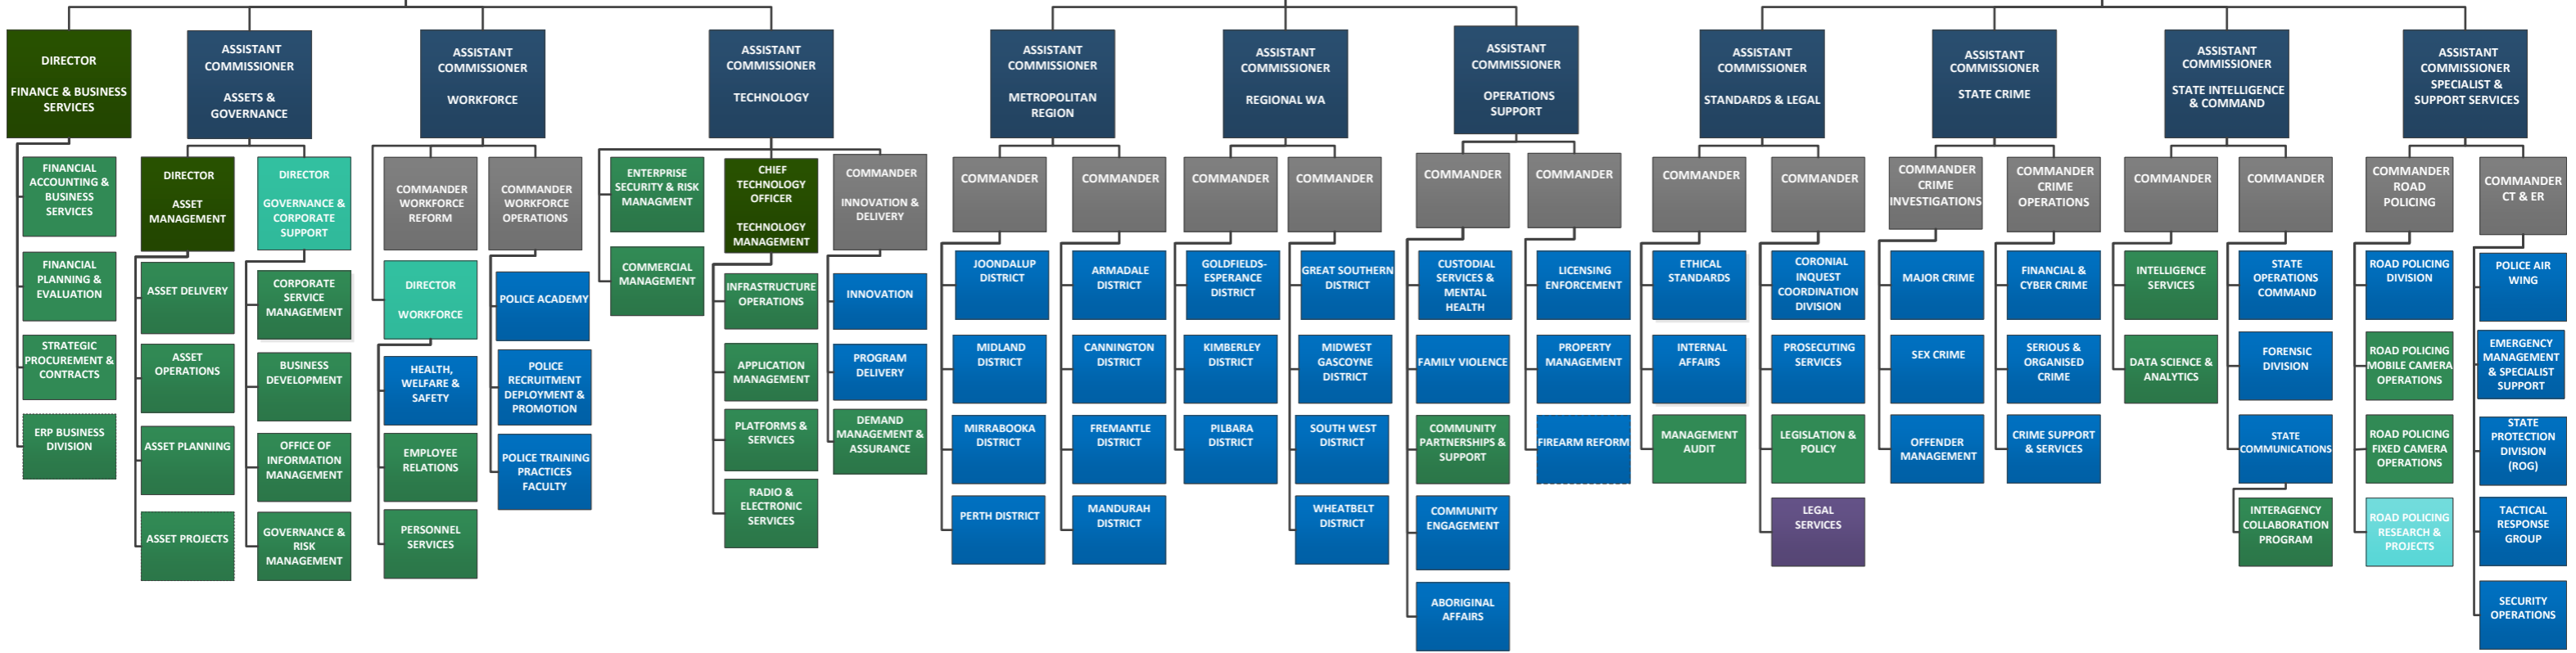 DIRECTOR
FINANCE & BUSINESS
SERVICES
FINANCIAL
ACCOUNTING &
BUSINESS
SERVICES
FINANCIAL
PLANNING &
EVALUATION
STRATEGIC
PROCUREMENT &
CONTRACTS
ERP BUSINESS
DIVISION
ASSISTANT
COMMISSIONER
ASSETS &
GOVERNANCE
DIRECTOR
ASSET
MANAGEMENT
ASSET DELIVERY
ASSET
OPERATIONS
ASSET PLANNING
ASSET PROJECTS
DIRECTOR
GOVERNANCE &
CORPORATE
SUPPORT
CORPORATE
SERVICE
MANAGEMENT
BUSINESS
DEVELOPMENT
OFFICE OF
INFORMATION
MANAGEMENT
GOVERNANCE &
RISK
MANAGEMENT
ASSISTANT
COMMISSIONER
WORKFORCE
COMMANDER
WORKFORCE
REFORM
DIRECTOR
WORKFORCE
HEALTH,
WELFARE &
SAFETY
EMPLOYEE
RELATIONS
PERSONNEL
SERVICES
COMMANDER
WORKFORCE
OPERATIONS
POLICE ACADEMY
POLICE
RECRUITMENT
DEPLOYMENT &
PROMOTION
POLICE TRAINING
PRACTICES
FACULTY
ASSISTANT
COMMISSIONER
TECHNOLOGY
ENTERPRISE
SECURITY & RISK
MANAGMENT
COMMERCIAL
MANAGEMENT
CHIEF
TECHNOLOGY
OFFICER
TECHNOLOGY
MANAGEMENT
INFRASTRUCTURE
OPERATIONS
APPLICATION
MANAGEMENT
PLATFORMS &
SERVICES
RADIO &
ELECTRONIC
SERVICES
COMMANDER
INNOVATION &
DELIVERY
INNOVATION
PROGRAM
DELIVERY
DEMAND
MANAGEMENT &
ASSURANCE
ASSISTANT
COMMISSIONER
METROPOLITAN
REGION
COMMANDER
JOONDALUP
DISTRICT
MIDLAND
DISTRICT
MIRRABOOKA
DISTRICT
PERTH DISTRICT
COMMANDER
ARMADALE
DISTRICT
CANNINGTON
DISTRICT
FREMANTLE
DISTRICT
MANDURAH
DISTRICT
ASSISTANT
COMMISSIONER
REGIONAL WA
COMMANDER
GOLDFIELDS-
ESPERANCE
DISTRICT
KIMBERLEY
DISTRICT
PILBARA
DISTRICT
COMMANDER
GREAT SOUTHERN
DISTRICT
MIDWEST
GASCOYNE
DISTRICT
SOUTH WEST
DISTRICT
WHEATBELT
DISTRICT
ASSISTANT
COMMISSIONER
OPERATIONS
SUPPORT
COMMANDER
CUSTODIAL
SERVICES &
MENTAL
HEALTH
FAMILY VIOLENCE
COMMUNITY
PARTNERSHIPS &
SUPPORT
COMMUNITY
ENGAGEMENT
ABORIGINAL
AFFAIRS
COMMANDER
LICENSING
ENFORCEMENT
PROPERTY
MANAGEMENT
FIREARM REFORM
ASSISTANT
COMMISSIONER
STANDARDS & LEGAL
COMMANDER
ETHICAL
STANDARDS
INTERNAL
AFFAIRS
MANAGEMENT
AUDIT
COMMANDER
CORONIAL
INQUEST
COORDINATION
DIVISION
PROSECUTING
SERVICES
LEGISLATION &
POLICY
LEGAL
SERVICES
ASSISTANT
COMMISSIONER
STATE CRIME
COMMANDER
CRIME
INVESTIGATIONS
MAJOR CRIME
SEX CRIME
OFFENDER
MANAGEMENT
COMMANDER
CRIME
OPERATIONS
FINANCIAL &
CYBER CRIME
SERIOUS &
ORGANISED
CRIME
CRIME SUPPORT
& SERVICES
ASSISTANT
COMMISSIONER
STATE INTELLIGENCE
& COMMAND
COMMANDER
INTELLIGENCE
SERVICES
DATA SCIENCE &
ANALYTICS
COMMANDER
STATE
OPERATIONS
COMMAND
FORENSIC
DIVISION
STATE
COMMUNICATIONS
INTERAGENCY
COLLABORATION
PROGRAM
ASSISTANT
COMMISSIONER
SPECIALIST &
SUPPORT SERVICES
COMMANDER
ROAD
POLICING
ROAD POLICING
DIVISION
ROAD POLICING
MOBILE CAMERA
OPERATIONS
ROAD POLICING
FIXED CAMERA
OPERATIONS
ROAD POLICING
RESEARCH &
PROJECTS
COMMANDER
CT & ER
POLICE AIR
WING
EMERGENCY
MANAGEMENT
& SPECIALIST
SUPPORT
STATE
PROTECTION
DIVISION
(ROG)
TACTICAL
RESPONSE
GROUP
SECURITY
OPERATIONS